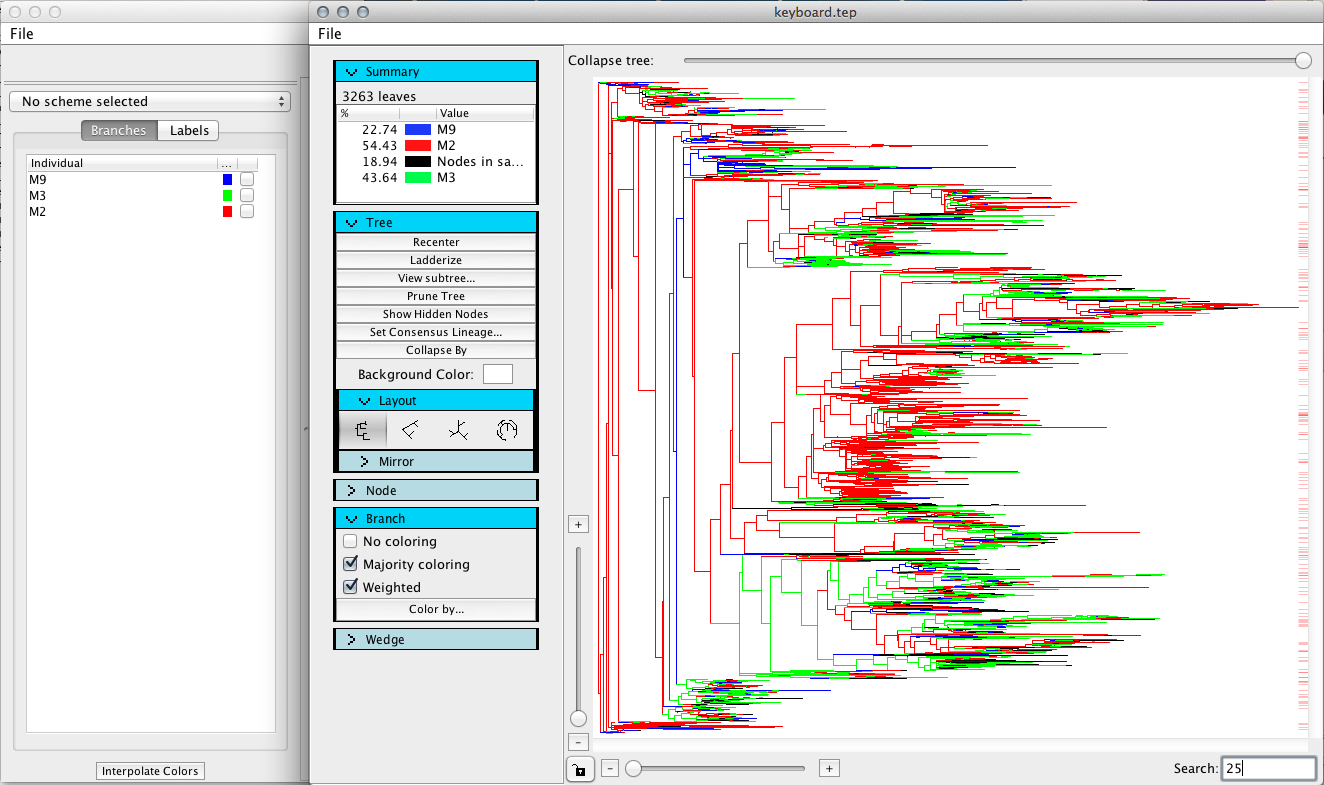 File
No scheme selected
Branches Labels
Individual ...
M9
M3
M2
Interpolate Colors
keyboard.tep
File
Summary
3263 leaves
% Value
22.74 M9
54.43 M2
18.94 Nodes in sa...
43.64 M3
Tree
Recenter
Ladderize
View subtree...
Prune Tree
Show Hidden Nodes
Set Consensus Lineage...
Collapse By
Background Color:
Layout
Mirror
Node
Branch
No coloring
Majority coloring
Weighted
Color by...
Wedge
Collapse tree:
+
-
- +
Search: 25